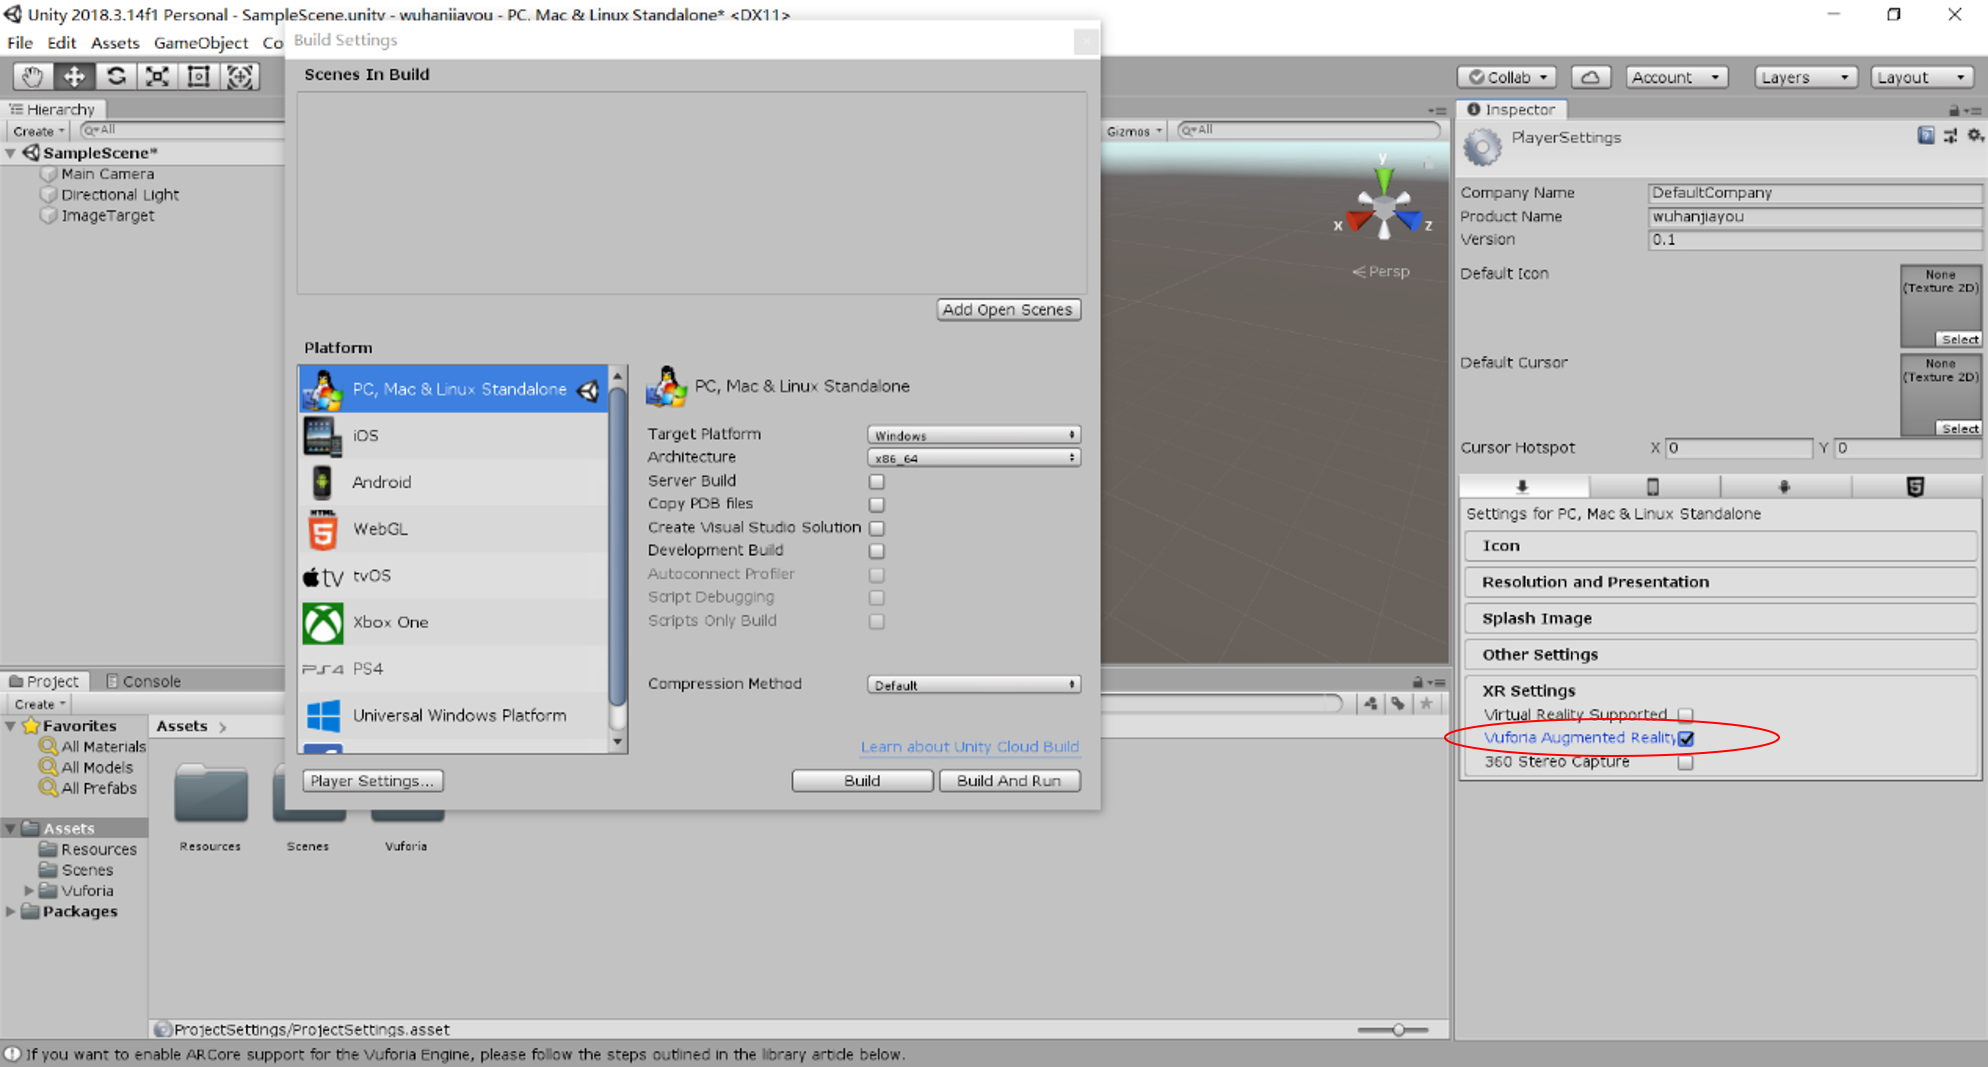 Unity 2018.3.14f1 Personal - SampleScene.unity - wuhanjiayou - PC, Mac & Linux Standalone* <DX11>
File Edit Assets GameObject Co
Build Settings
Scenes In Build
Add Open Scenes
Platform
PC, Mac & Linux Standalone
iOS
Android
HTML
WebGL
tv tvOS
Xbox One
PS4 PS4
Universal Windows Platform
PC, Mac & Linux Standalone
Target Platform Windows
Architecture x86_64
Server Build
Copy PDB files
Create Visual Studio Solution
Development Build
Autoconnect Profiler
Script Debugging
Scripts Only Build
Compression Method Default
Learn about Unity Cloud Build
Player Settings... Build Build And Run
Hierarchy
Create All
SampleScene*
Main Camera
Directional Light
ImageTarget
Gizmos All
y
x z
Persp
Collab Account Layers Layout
Inspector
PlayerSettings
Company Name DefaultCompany
Product Name wuhanjiayou
Version 0.1
Default Icon
None
(Texture 2D)
Select
Default Cursor
None
(Texture 2D)
Select
Cursor Hotspot X 0 Y 0
Settings for PC, Mac & Linux Standalone
Icon
Resolution and Presentation
Splash Image
Other Settings
XR Settings
Virtual Reality Supported
Vuforia Augmented Reality
360 Stereo Capture
Project Console
Create
Favorites
All Materials
All Models
All Prefabs
Assets
Resources
Scenes
Vuforia
Packages
Assets
Resources Scenes Vuforia
ProjectSettings/ProjectSettings.asset
If you want to enable ARCore support for the Vuforia Engine, please follow the steps outlined in the library article below.